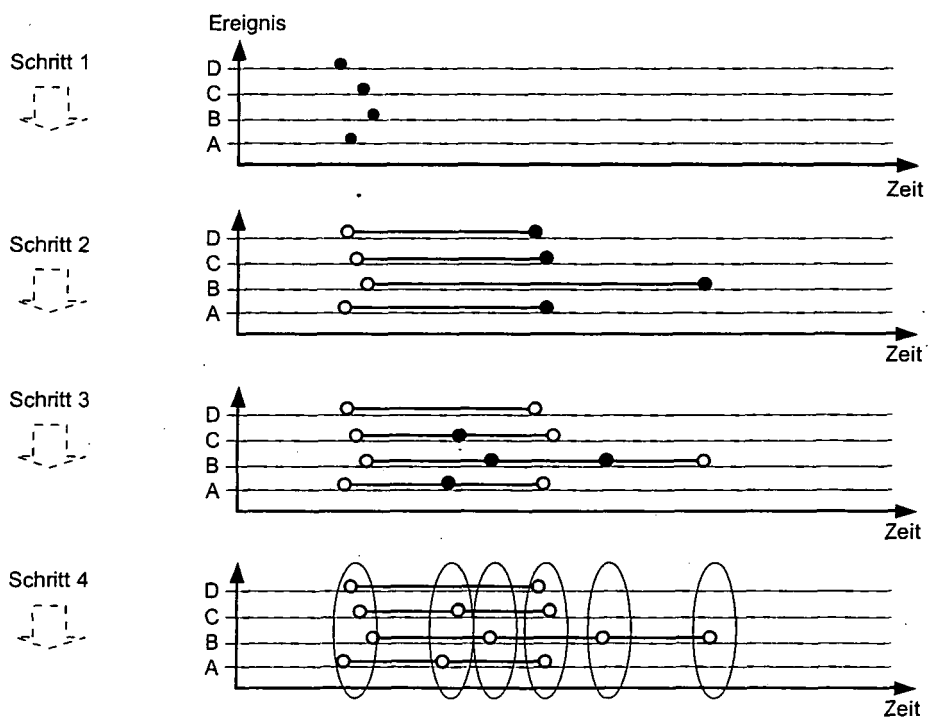 Ereignis
Schritt 1
D
C
B
A
Zeit
Schritt 2
D
C
B
A
Zeit
Schritt 3
D
C
B
A
Zeit
Schritt 4
D
C
B
A
Zeit